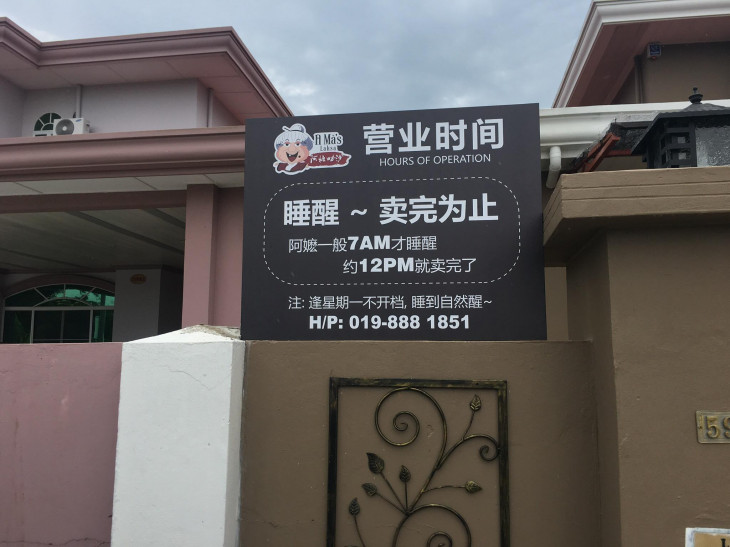 A Ma's
Laksa
营业时间
HOURS OF OPERATION
睡醒 ~ 卖完为止
阿嬷一般7AM才睡醒
约12PM就卖完了
注: 逢星期一不开档, 睡到自然醒~
H/P: 019-888 1851